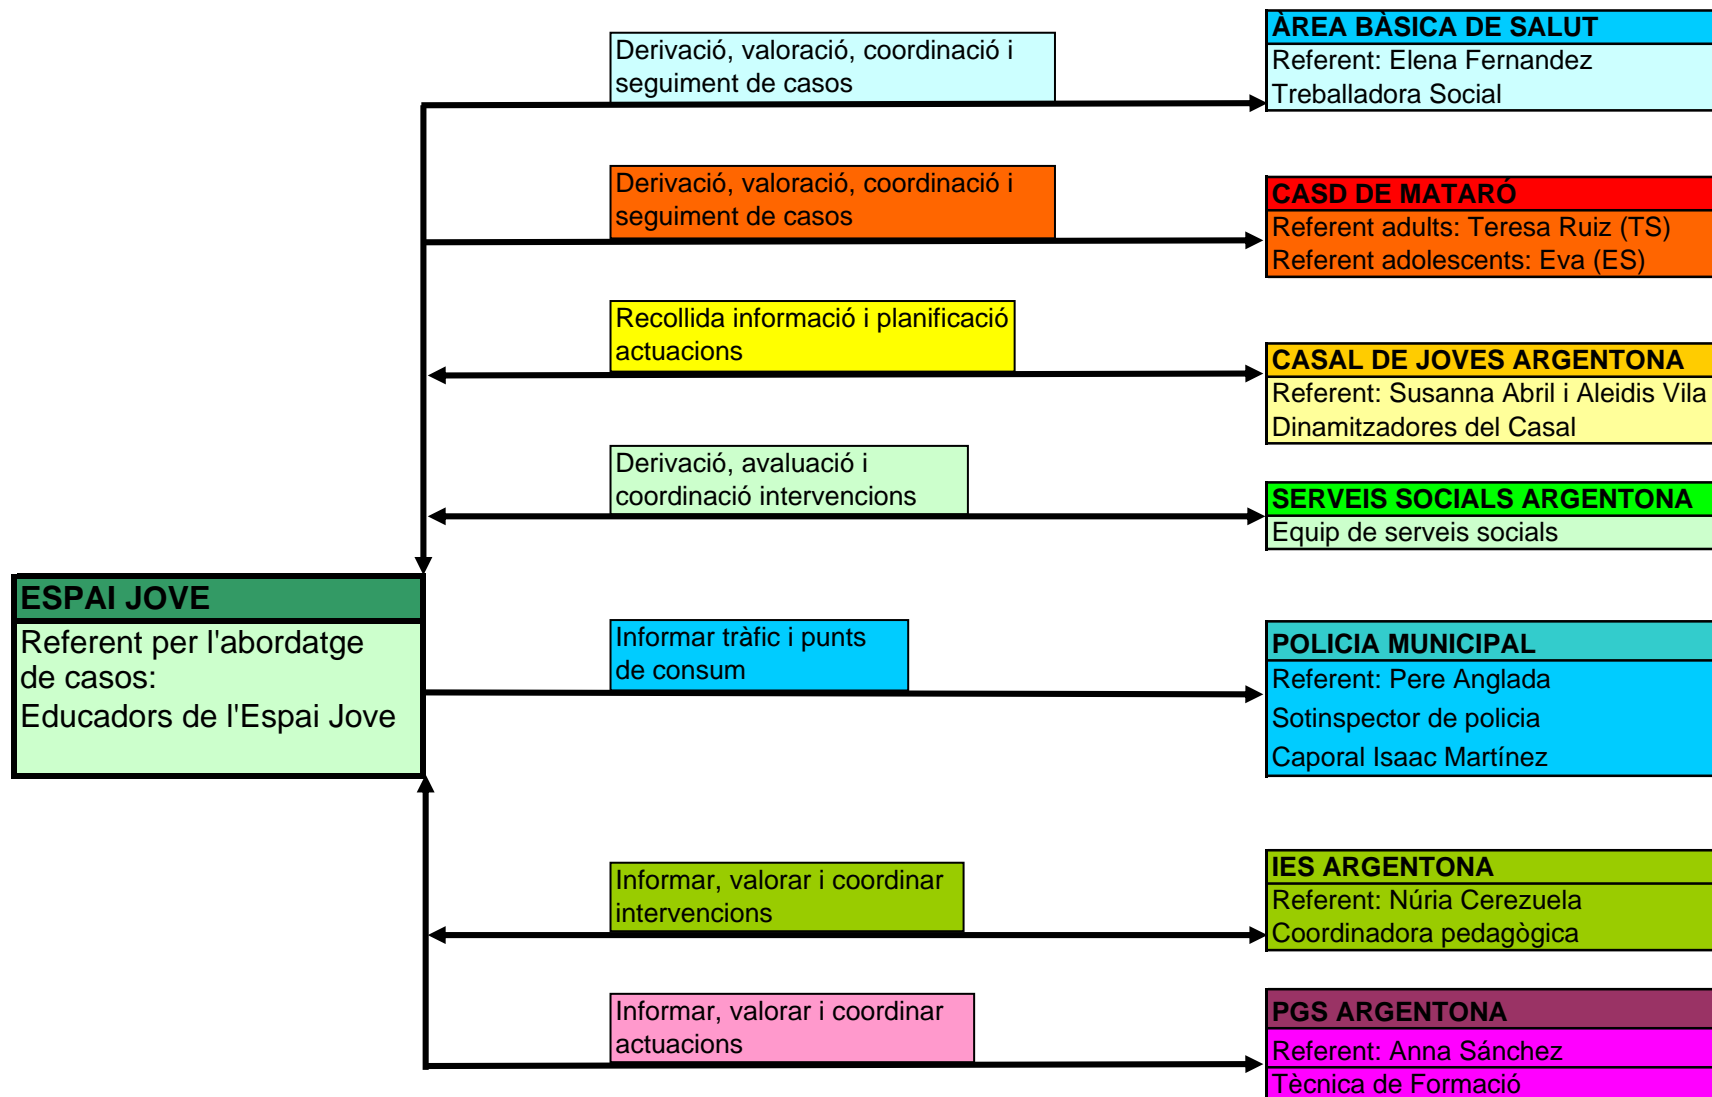 Derivació, valoració, coordinació i
seguiment de casos
ÀREA BÀSICA DE SALUT
Referent: Elena Fernandez
Treballadora Social
Derivació, valoració, coordinació i
seguiment de casos
CASD DE MATARÓ
Referent adults: Teresa Ruiz (TS)
Referent adolescents: Eva (ES)
Recollida informació i planificació
actuacions
CASAL DE JOVES ARGENTONA
Referent: Susanna Abril i Aleidis Vila
Dinamitzadores del Casal
Derivació, avaluació i
coordinació intervencions
SERVEIS SOCIALS ARGENTONA
Equip de serveis socials
ESPAI JOVE
Referent per l'abordatge
de casos:
Educadors de l'Espai Jove
Informar tràfic i punts
de consum
POLICIA MUNICIPAL
Referent: Pere Anglada
Sotinspector de policia
Caporal Isaac Martínez
Informar, valorar i coordinar
intervencions
IES ARGENTONA
Referent: Núria Cerezuela
Coordinadora pedagògica
Informar, valorar i coordinar
actuacions
PGS ARGENTONA
Referent: Anna Sánchez
Tècnica de Formació